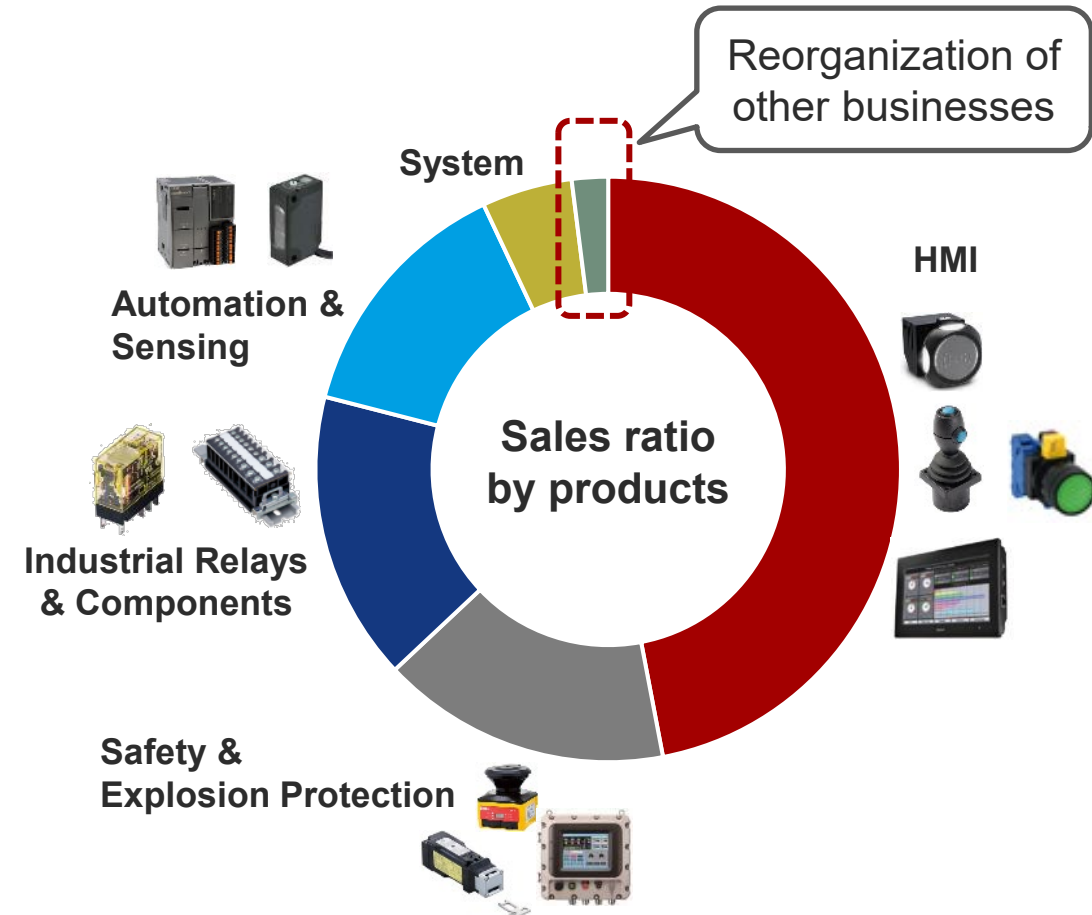 Reorganization of
other businesses
System
HMI
Automation &
Sensing
Sales ratio
by products
Industrial Relays
& Components
Safety &
Explosion Protection